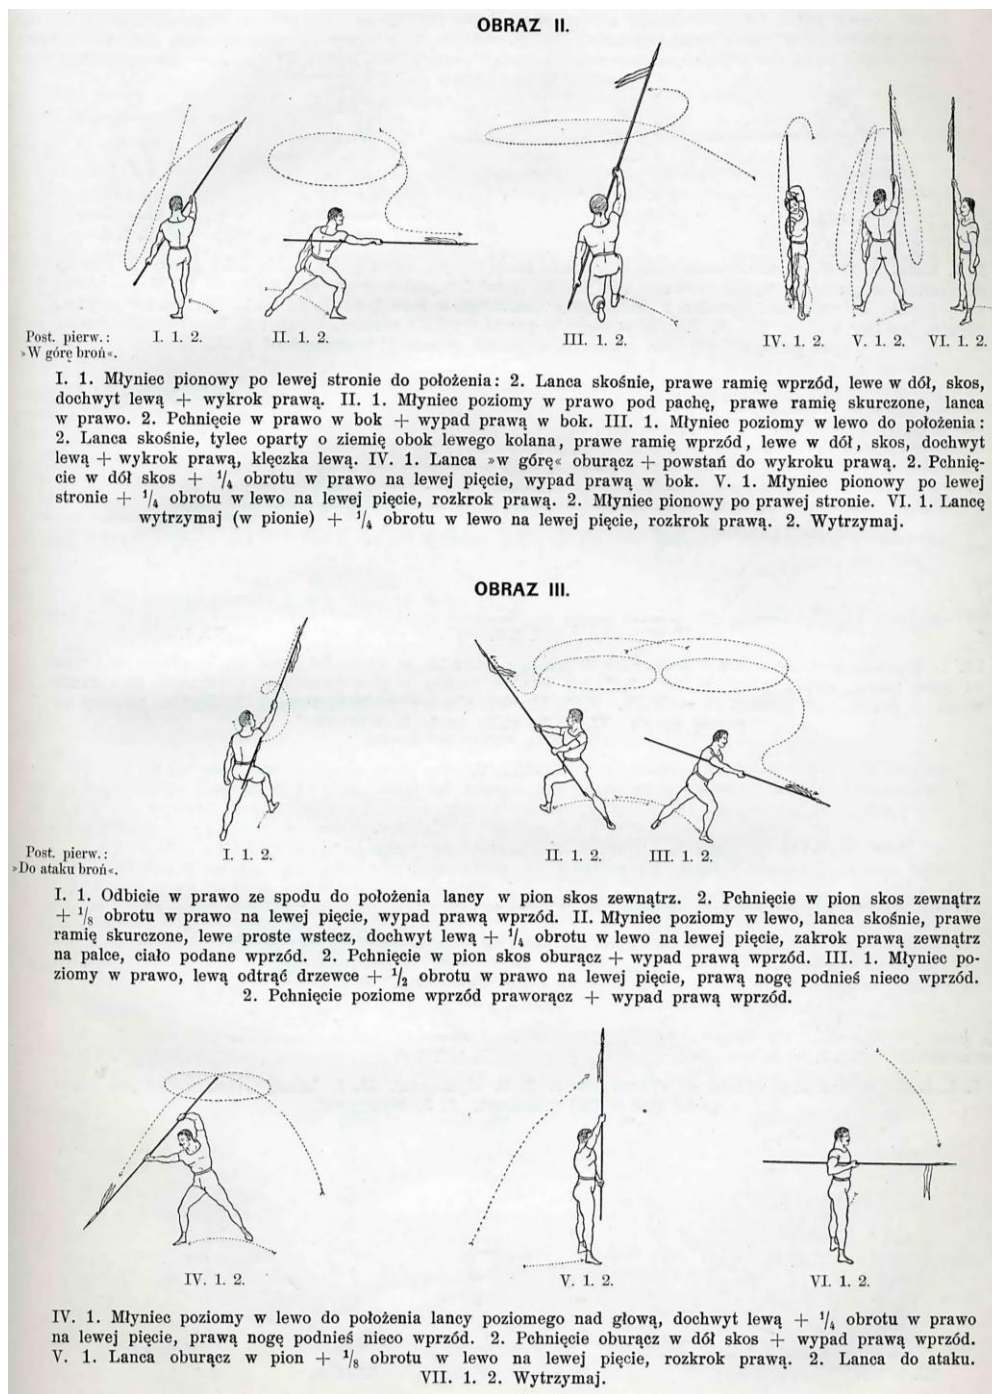 OBRAZ II.
Post. pierw.:
»W górę broń«.
I. 1. 2.
II. 1. 2.
III. 1. 2.
IV. 1. 2.
V. 1. 2.
VI. 1. 2.
I. 1. Młyniec pionowy po lewej stronie do położenia: 2. Lanca skośnie, prawe ramię wprzód, lewe w dół, skos,
dochwyt lewą + wykrok prawą. II. 1. Młyniec poziomy w prawo pod pachę, prawe ramię skurczone, lanca
w prawo. 2. Pchnięcie w prawo w bok + wypad prawą w bok. III. 1. Młyniec poziomy w lewo do położenia:
2. Lanca skośnie, tylec oparty o ziemię obok lewego kolana, prawe ramię wprzód, lewe w dół, skos, dochwyt
lewą + wykrok prawą, klęczka lewą. IV. 1. Lanca »w górę« oburącz + powstań do wykroku prawą. 2. Pchnię-
cie w dół skos + 1/4 obrotu w prawo na lewej pięcie, wypad prawą w bok. V. 1. Młyniec pionowy po lewej
stronie + 1/4 obrotu w lewo na lewej pięcie, rozkrok prawą. 2. Młyniec pionowy po prawej stronie. VI. 1. Lancę
wytrzymaj (w pionie) + 1/4 obrotu w lewo na lewej pięcie, rozkrok prawą. 2. Wytrzymaj.
OBRAZ III.
Post. pierw.:
»Do ataku broń«.
I. 1. 2.
II. 1. 2.
III. 1. 2.
I. 1. Odbicie w prawo ze spodu do położenia lancy w pion skos zewnątrz. 2. Pchnięcie w pion skos zewnątrz
+ 1/8 obrotu w prawo na lewej pięcie, wypad prawą wprzód. II. Młyniec poziomy w lewo, lanca skośnie, prawe
ramię skurczone, lewe proste wstecz, dochwyt lewą + 1/4 obrotu w lewo na lewej pięcie, zakrok prawą zewnątrz
na palce, ciało podane wprzód. 2. Pchnięcie w pion skos oburącz + wypad prawą wprzód. III. 1. Młyniec po-
ziomy w prawo, lewą odtrąć drzewce + 1/2 obrotu w prawo na lewej pięcie, prawą nogę podnieś nieco wprzód.
2. Pchnięcie poziome wprzód praworącz + wypad prawą wprzód.
IV. 1. 2.
V. 1. 2.
VI. 1. 2.
IV. 1. Młyniec poziomy w lewo do położenia lancy poziomego nad głową, dochwyt lewą + 1/4 obrotu w prawo
na lewej pięcie, prawą nogę podnieś nieco wprzód. 2. Pchnięcie oburącz w dół skos + wypad prawą wprzód.
V. 1. Lanca oburącz w pion + 1/8 obrotu w lewo na lewej pięcie, rozkrok prawą. 2. Lanca do ataku.
VII. 1. 2. Wytrzymaj.